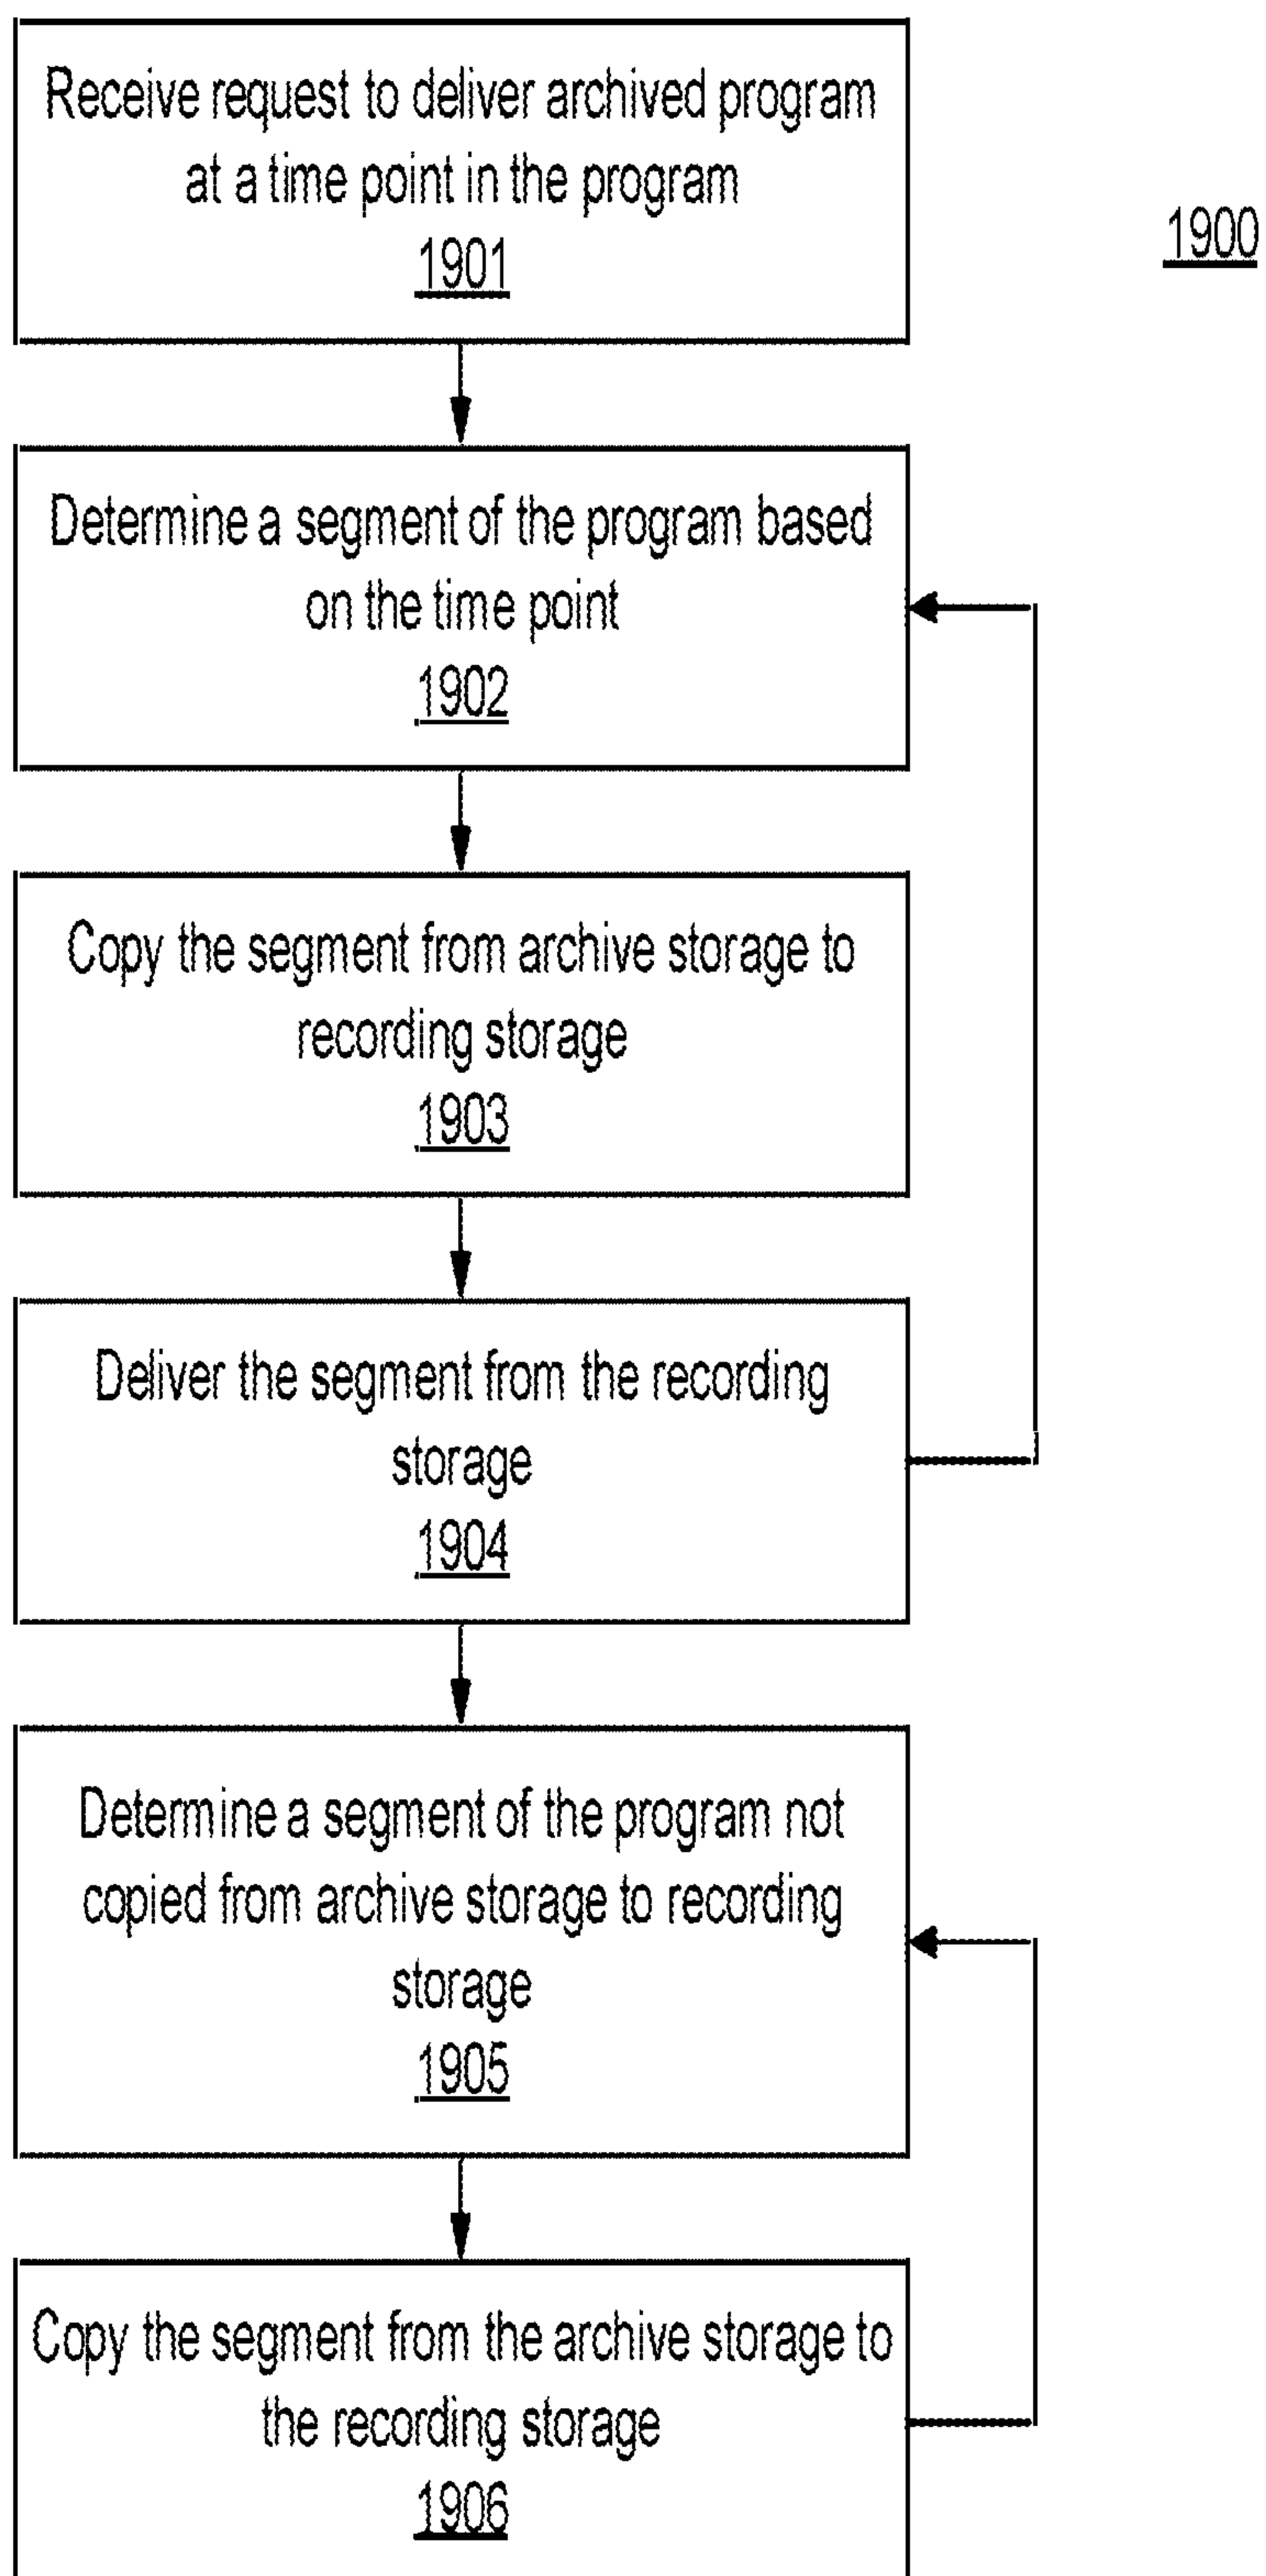 Receive request to deliver archived program
at a time point in the program
1901
1900
Determine a segment of the program based
on the time point
1902
Copy the segment from archive storage to
recording storage
1903
Deliver the segment from the recording
storage
1904
Determine a segment of the program not
copied from archive storage to recording
storage
1905
Copy the segment from the archive storage to
the recording storage
1906